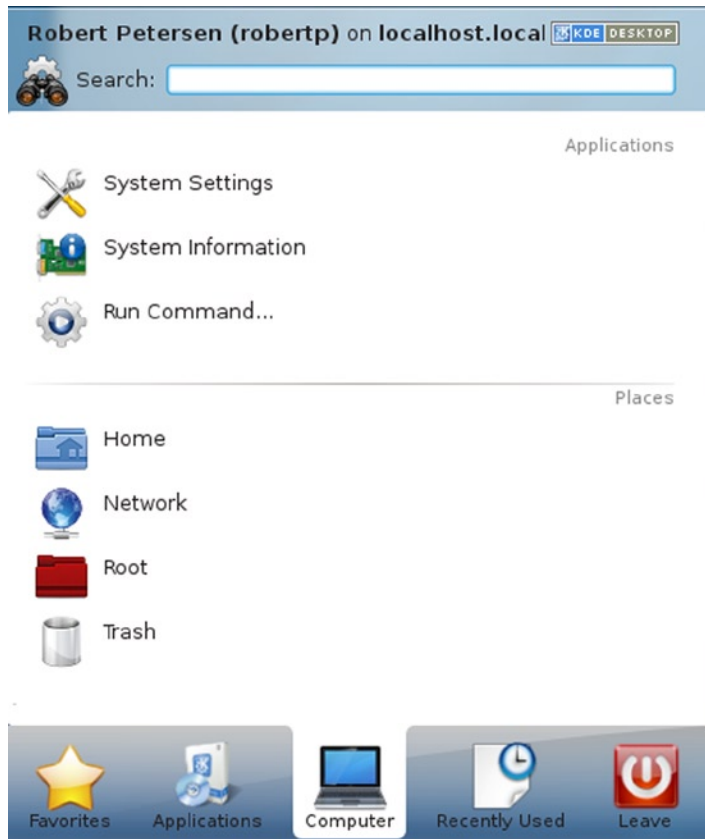 Robert Petersen (robertp) on localhost.local KDE DESKTOP
Search:
Applications
System Settings
System Information
Run Command...
Places
Home
Network
Root
Trash
Favorites Applications Computer Recently Used Leave